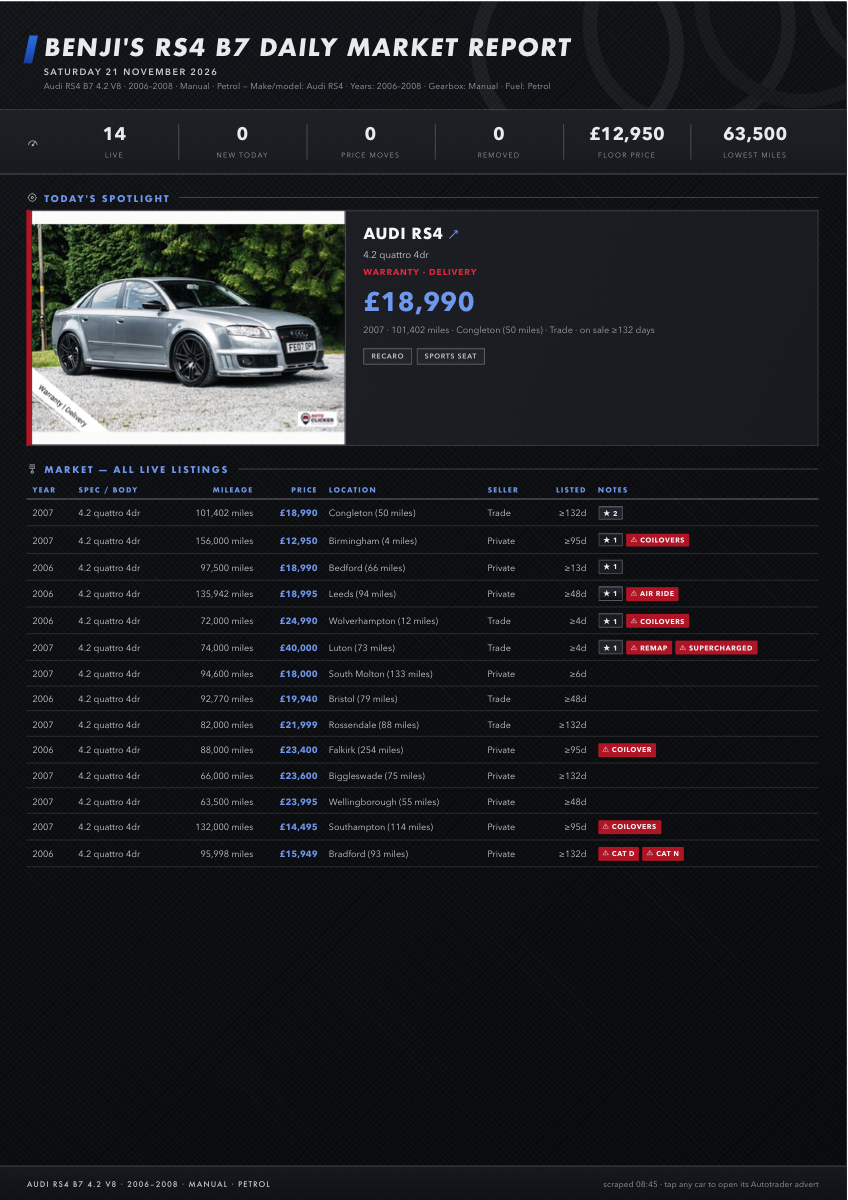 BENJI'S RS4 B7 DAILY MARKET REPORT
SATURDAY 21 NOVEMBER 2026
Audi RS4 B7 4.2 V8 · 2006–2008 · Manual · Petrol — Make/model: Audi RS4 · Years: 2006–2008 · Gearbox: Manual · Fuel: Petrol
14 0 0 0 £12,950 63,500
LIVE NEW TODAY PRICE MOVES REMOVED FLOOR PRICE LOWEST MILES
TODAY'S SPOTLIGHT
FE07 OPY
Warranty | Delivery
AUTO CLICKER
AUDI RS4 ↗
4.2 quattro 4dr
WARRANTY · DELIVERY
£18,990
2007 · 101,402 miles · Congleton (50 miles) · Trade · on sale ≥132 days
RECARO SPORTS SEAT
MARKET — ALL LIVE LISTINGS
YEAR SPEC / BODY MILEAGE PRICE LOCATION SELLER LISTED NOTES
2007 4.2 quattro 4dr 101,402 miles £18,990 Congleton (50 miles) Trade ≥132d ★ 2
2007 4.2 quattro 4dr 156,000 miles £12,950 Birmingham (4 miles) Private ≥95d ★ 1 ⚠ COILOVERS
2006 4.2 quattro 4dr 97,500 miles £18,990 Bedford (66 miles) Private ≥13d ★ 1
2006 4.2 quattro 4dr 135,942 miles £18,995 Leeds (94 miles) Private ≥48d ★ 1 ⚠ AIR RIDE
2006 4.2 quattro 4dr 72,000 miles £24,990 Wolverhampton (12 miles) Trade ≥4d ★ 1 ⚠ COILOVERS
2007 4.2 quattro 4dr 74,000 miles £40,000 Luton (73 miles) Trade ≥4d ★ 1 ⚠ REMAP ⚠ SUPERCHARGED
2007 4.2 quattro 4dr 94,600 miles £18,000 South Molton (133 miles) Private ≥6d
2006 4.2 quattro 4dr 92,770 miles £19,940 Bristol (79 miles) Trade ≥48d
2007 4.2 quattro 4dr 82,000 miles £21,999 Rossendale (88 miles) Trade ≥132d
2006 4.2 quattro 4dr 88,000 miles £23,400 Falkirk (254 miles) Private ≥95d ⚠ COILOVER
2007 4.2 quattro 4dr 66,000 miles £23,600 Biggleswade (75 miles) Private ≥132d
2007 4.2 quattro 4dr 63,500 miles £23,995 Wellingborough (55 miles) Private ≥48d
2007 4.2 quattro 4dr 132,000 miles £14,495 Southampton (114 miles) Private ≥95d ⚠ COILOVERS
2006 4.2 quattro 4dr 95,998 miles £15,949 Bradford (93 miles) Private ≥132d ⚠ CAT D ⚠ CAT N
AUDI RS4 B7 4.2 V8 · 2006–2008 · MANUAL · PETROL
scraped 08:45 · tap any car to open its Autotrader advert